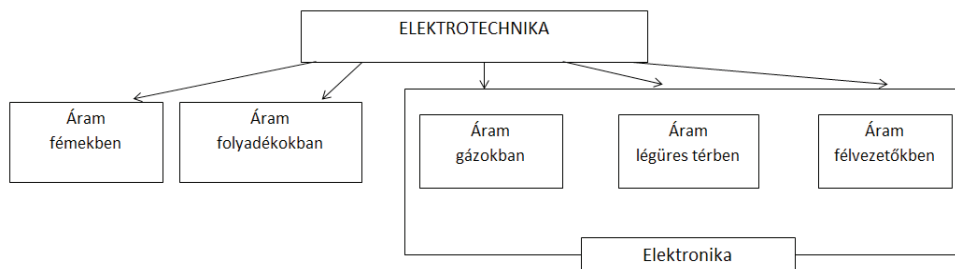 ELEKTROTECHNIKA
Áram
fémekben
Áram
folyadékokban
Áram
gázokban
Áram
légüres térben
Áram
félvezetőkben
Elektronika